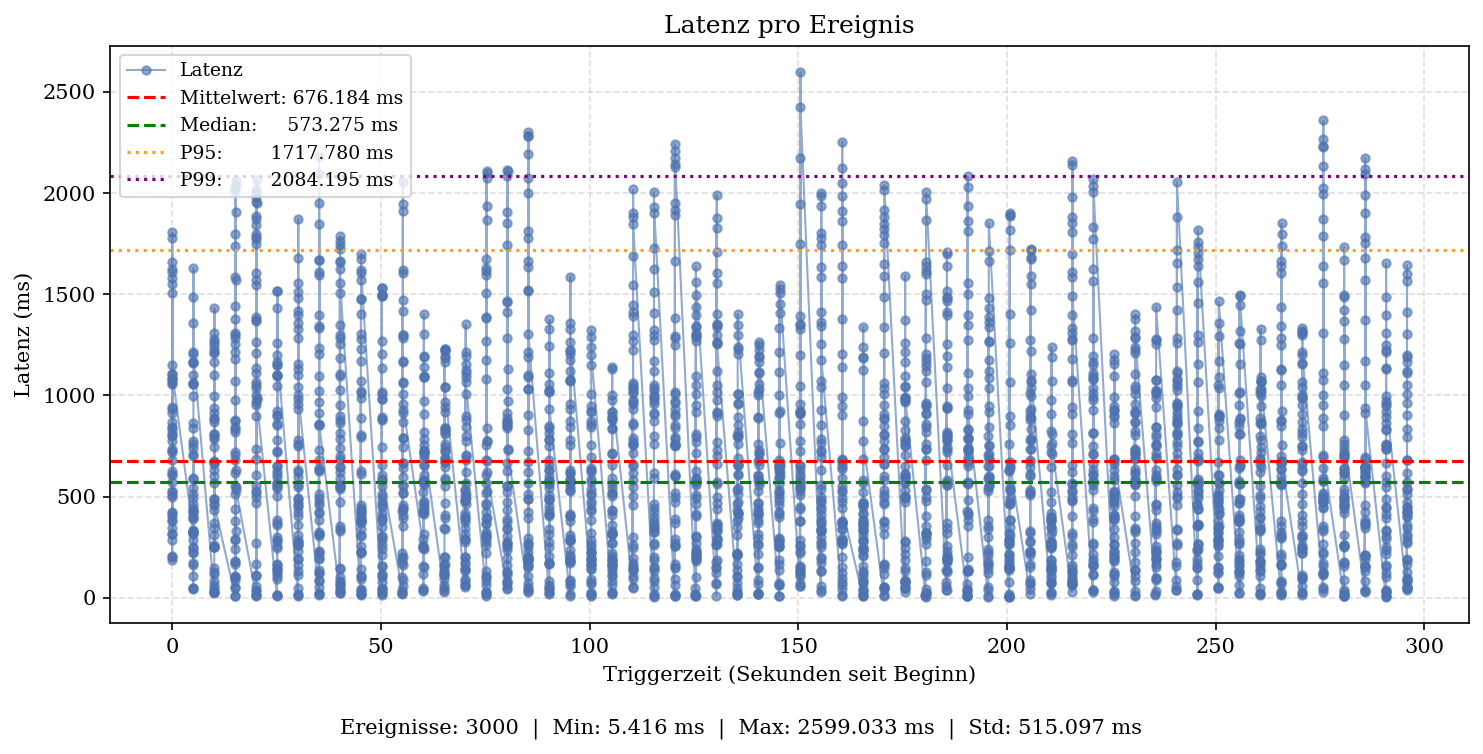 Latenz pro Ereignis
Latenz (ms)
2500
2000
1500
1000
500
0
Latenz
Mittelwert: 676.184 ms
Median: 573.275 ms
P95: 1717.780 ms
P99: 2084.195 ms
0 50 100 150 200 250 300
Triggerzeit (Sekunden seit Beginn)
Ereignisse: 3000 | Min: 5.416 ms | Max: 2599.033 ms | Std: 515.097 ms